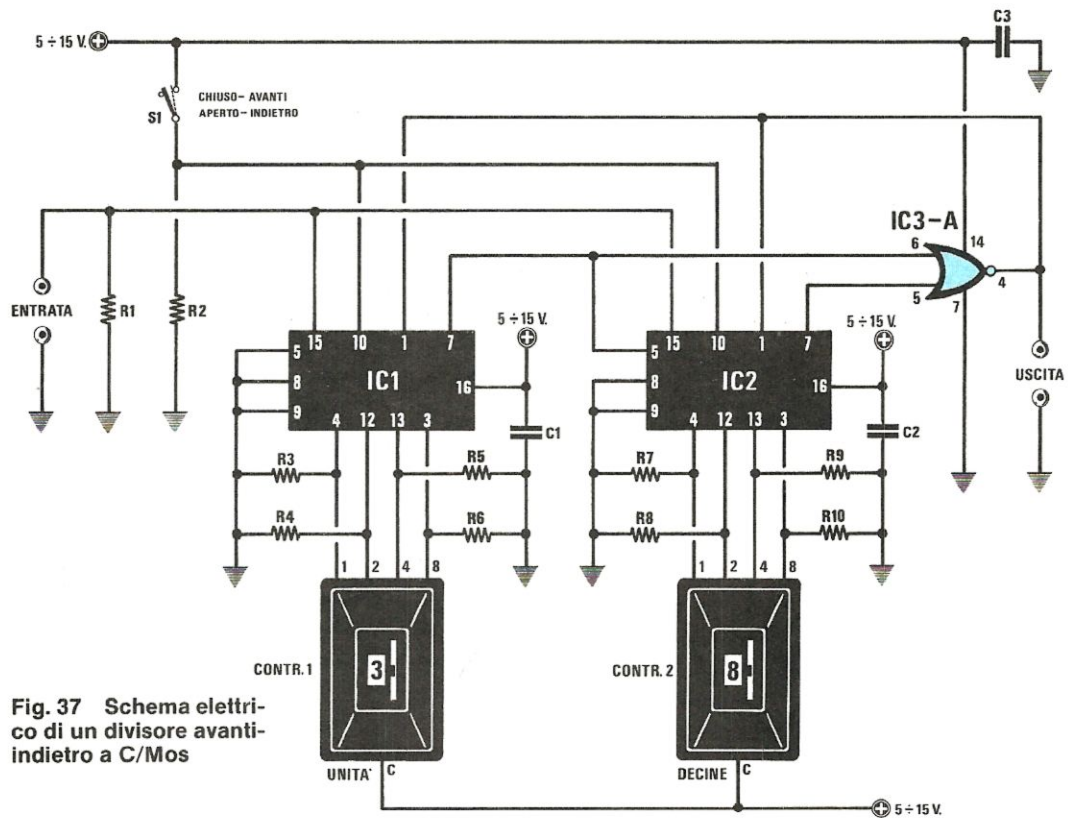 C3
5 ÷ 15 V.
CHIUSO - AVANTI
APERTO - INDIETRO
S1
IC3-A
6
14
5
7
4
ENTRATA
R1
R2
5 ÷ 15 V.
5 ÷ 15 V.
USCITA
15 10 1 7
5
8
9
IC1
16
4 12 13 3
C1
15 10 1 7
5
8
9
IC2
16
4 12 13 3
C2
R3
R5
R4
R6
R7
R9
R8
R10
1 2 4 8
1 2 4 8
CONTR. 1
3
CONTR. 2
8
Fig. 37 Schema elettri-
co di un divisore avanti-
indietro a C/Mos
UNITA'
C
DECINE
C
5 ÷ 15 V.